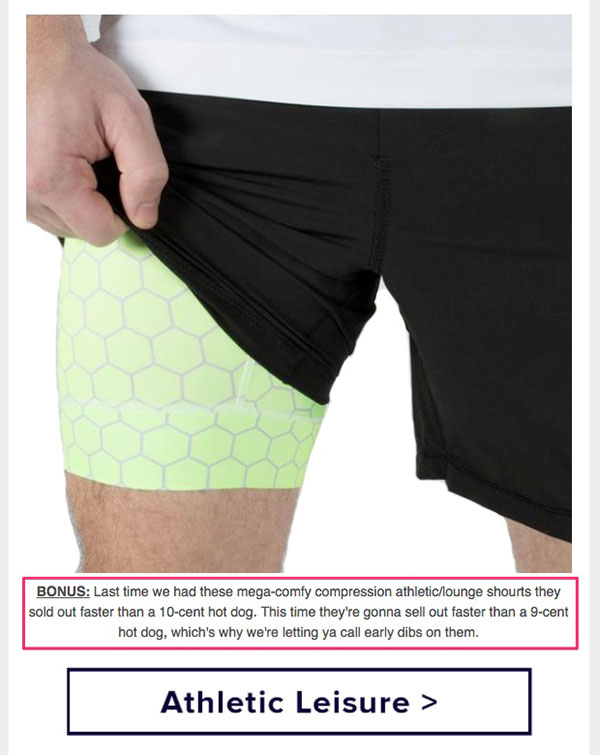 BONUS: Last time we had these mega-comfy compression athletic/lounge shourts they
sold out faster than a 10-cent hot dog. This time they're gonna sell out faster than a 9-cent
hot dog, which's why we're letting ya call early dibs on them.
Athletic Leisure >